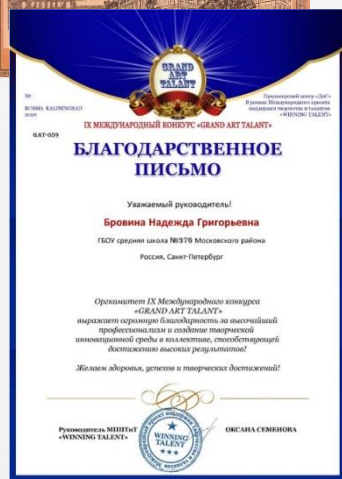 GRAND
ART
TALANT
№
RUSSIA KALININGRAD
2020
GAT-039
Продюсерский центр «ДиС»
В рамках Международного проекта
поддержки творчества и талантов
«WINNING TALENT»
IX МЕЖДУНАРОДНЫЙ КОНКУРС «GRAND ART TALANT»
БЛАГОДАРСТВЕННОЕ
ПИСЬМО
Уважаемый руководитель!
Бровина Надежда Григорьевна
ГБОУ средняя школа №376 Московского района
Россия, Санкт-Петербург
Оргкомитет IX Международного конкурса
«GRAND ART TALANT»
выражает огромную благодарность за высочайший
профессионализм и создание творческой
инновационной среды в коллективе, способствующей
достижению высоких результатов!
Желаем здоровья, успехов и творческих достижений!
Руководитель МППТиТ
«WINNING TALENT»
WINNING
TALENT
ОКСАНА СЕМЕНОВА